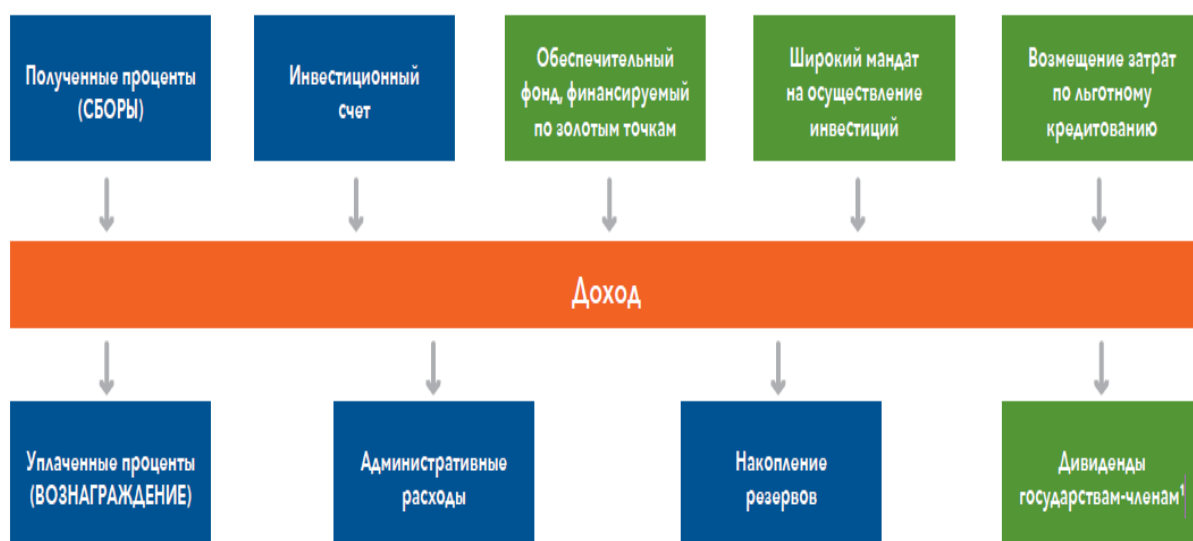 Полученные проценты
(СБОРЫ)
Инвестиционный
счет
Обеспечительный
фонд, финансируемый
по золотым точкам
Широкий мандат
на осуществление
инвестиций
Возмещение затрат
по льготному
кредитованию
Доход
Уплаченные проценты
(ВОЗНАГРАЖДЕНИЕ)
Административные
расходы
Накопление
резервов
Дивиденды
государствам-членам¹